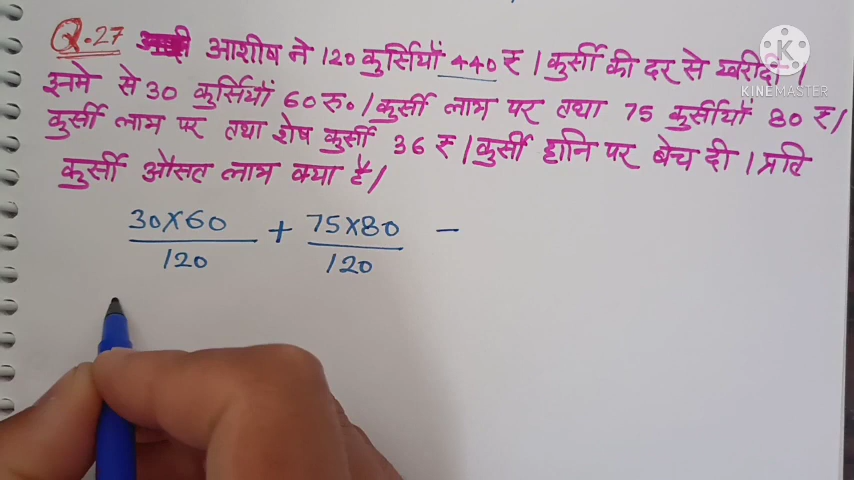 Q.27 आशीष ने 120 कुर्सियाँ 440 ₹ / कुर्सी की दर से खरीदी।
इनमे से 30 कुर्सियाँ 60 रु० / कुर्सी लाभ पर तथा 75 कुर्सीयाँ 80 ₹/
कुर्सी लाभ पर तथा शेष कुर्सी 36 ₹ / कुर्सी हानि पर बेच दी । प्रति
कुर्सी औसत लाभ क्या है/
30×60 + 75×80 -
120 120
KINEMASTER